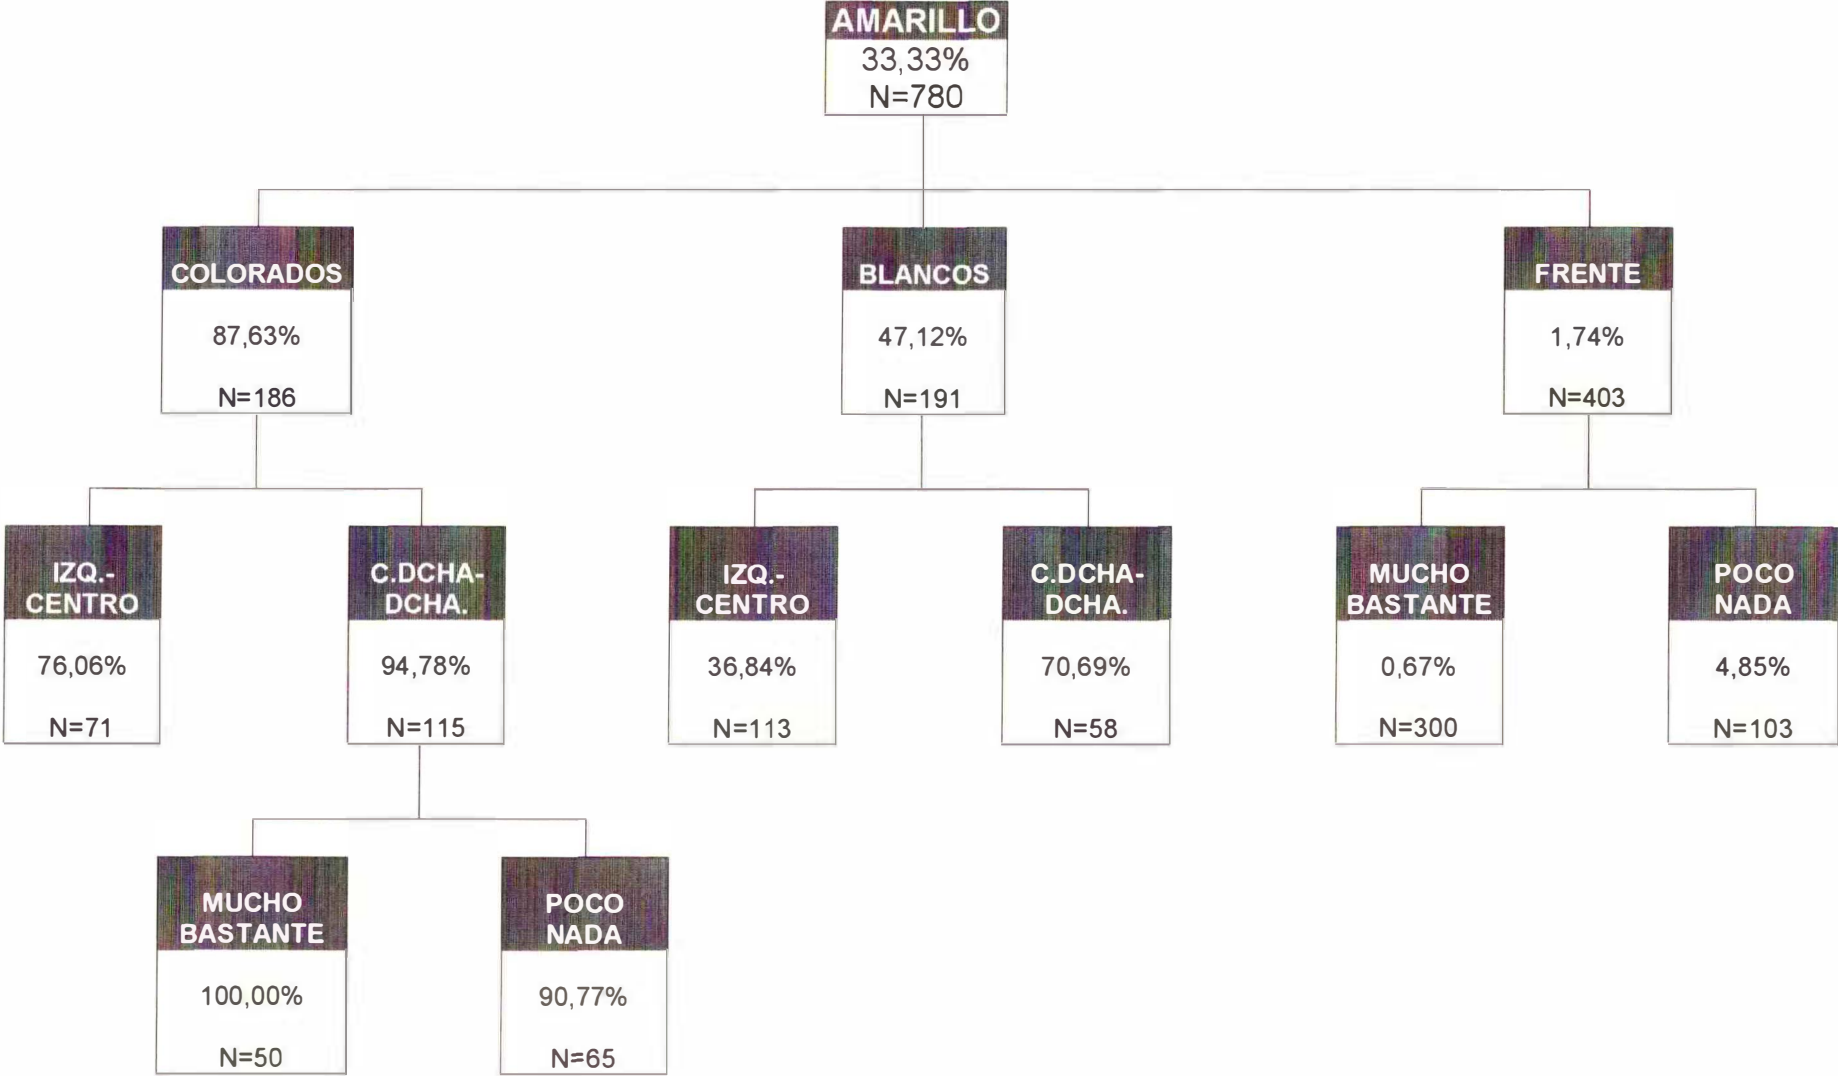 AMARILLO
33,33%
N=780
COLORADOS
87,63%
N=186
BLANCOS
47,12%
N=191
FRENTE
1,74%
N=403
IZQ.-
CENTRO
76,06%
N=71
C.DCHA-
DCHA.
94,78%
N=115
IZQ.-
CENTRO
36,84%
N=113
C.DCHA-
DCHA.
70,69%
N=58
MUCHO
BASTANTE
0,67%
N=300
POCO
NADA
4,85%
N=103
MUCHO
BASTANTE
100,00%
N=50
POCO
NADA
90,77%
N=65